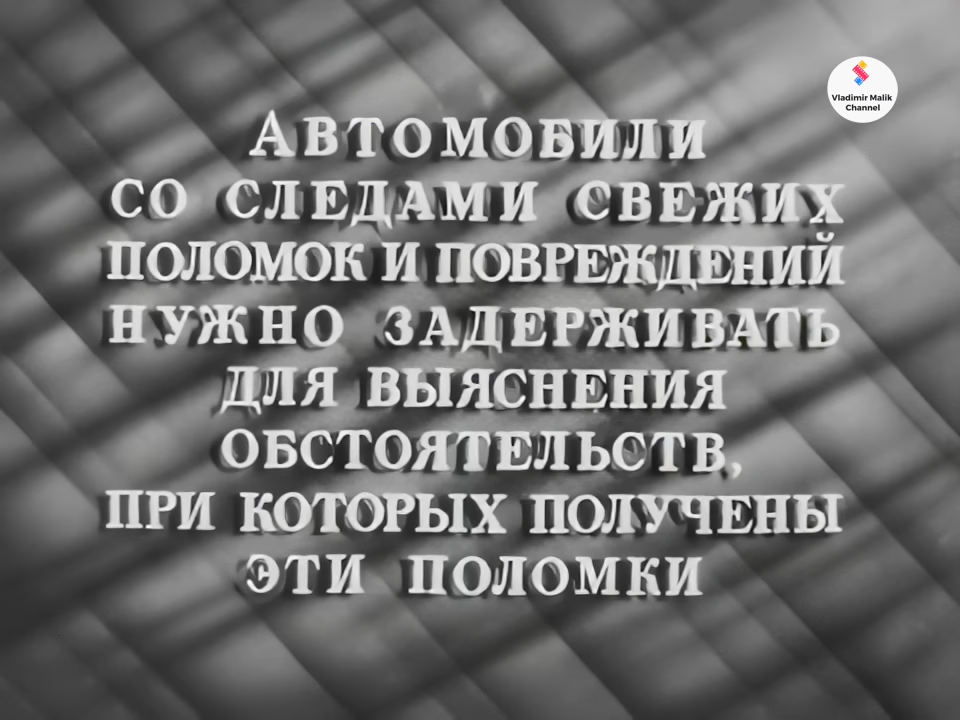 Vladimir Malik
Channel
АВТОМОБИЛИ
СО СЛЕДАМИ СВЕЖИХ
ПОЛОМОК И ПОВРЕЖДЕНИЙ
НУЖНО ЗАДЕРЖИВАТЬ
ДЛЯ ВЫЯСНЕНИЯ
ОБСТОЯТЕЛЬСТВ,
ПРИ КОТОРЫХ ПОЛУЧЕНЫ
ЭТИ ПОЛОМКИ